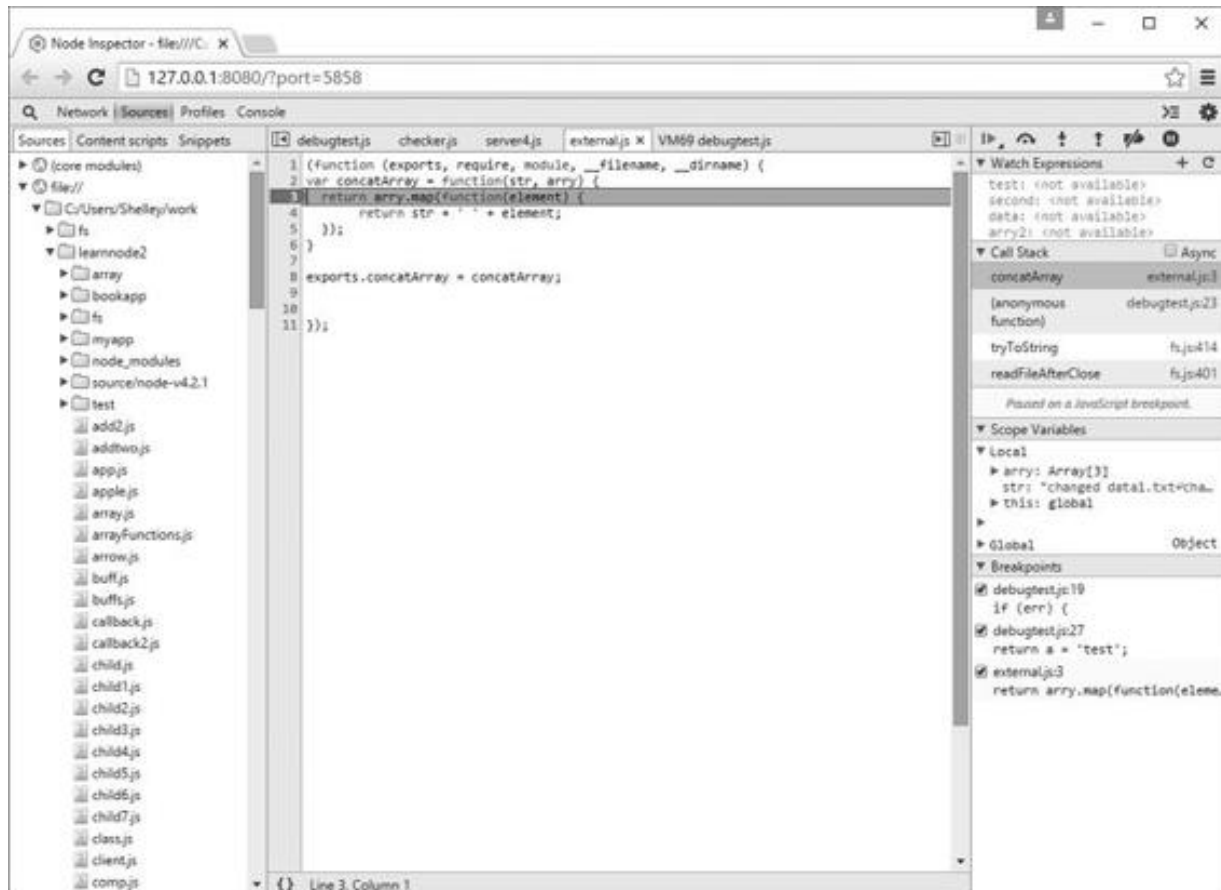 Node Inspector - file:///C:
127.0.0.1:8080/?port=5858
Network Sources Profiles Console
Sources Content scripts Snippets
(core modules)
file://
C:/Users/Shelley/work
fs
learnnode2
array
bookapp
fs
myapp
node_modules
source/node-v4.2.1
test
add2.js
addtwo.js
app.js
apple.js
array.js
arrayFunctions.js
arrow.js
buff.js
buffs.js
callback.js
callback2.js
child.js
child1.js
child2.js
child3.js
child4.js
child5.js
child6.js
child7.js
class.js
client.js
comp.js
debugtest.js checker.js server4.js external.js VM69 debugtest.js
1 (function (exports, require, module, __filename, __dirname) {
2 var concatArray = function(str, arry) {
3 return arry.map(function(element) {
4 return str + ' ' + element;
5 });
6 }
7
8 exports.concatArray = concatArray;
9
10
11 });
{} Line 3, Column 1
Watch Expressions
test: <not available>
second: <not available>
data: <not available>
arry2: <not available>
Call Stack Async
concatArray external.js:3
(anonymous debugtest.js:23
function)
tryToString fs.js:414
readFileAfterClose fs.js:401
Paused on a JavaScript breakpoint.
Scope Variables
Local
arry: Array[3]
str: "changed data1.txt↵cha…
this: global
Global Object
Breakpoints
debugtest.js:19
if (err) {
debugtest.js:27
return a = 'test';
external.js:3
return arry.map(function(eleme…